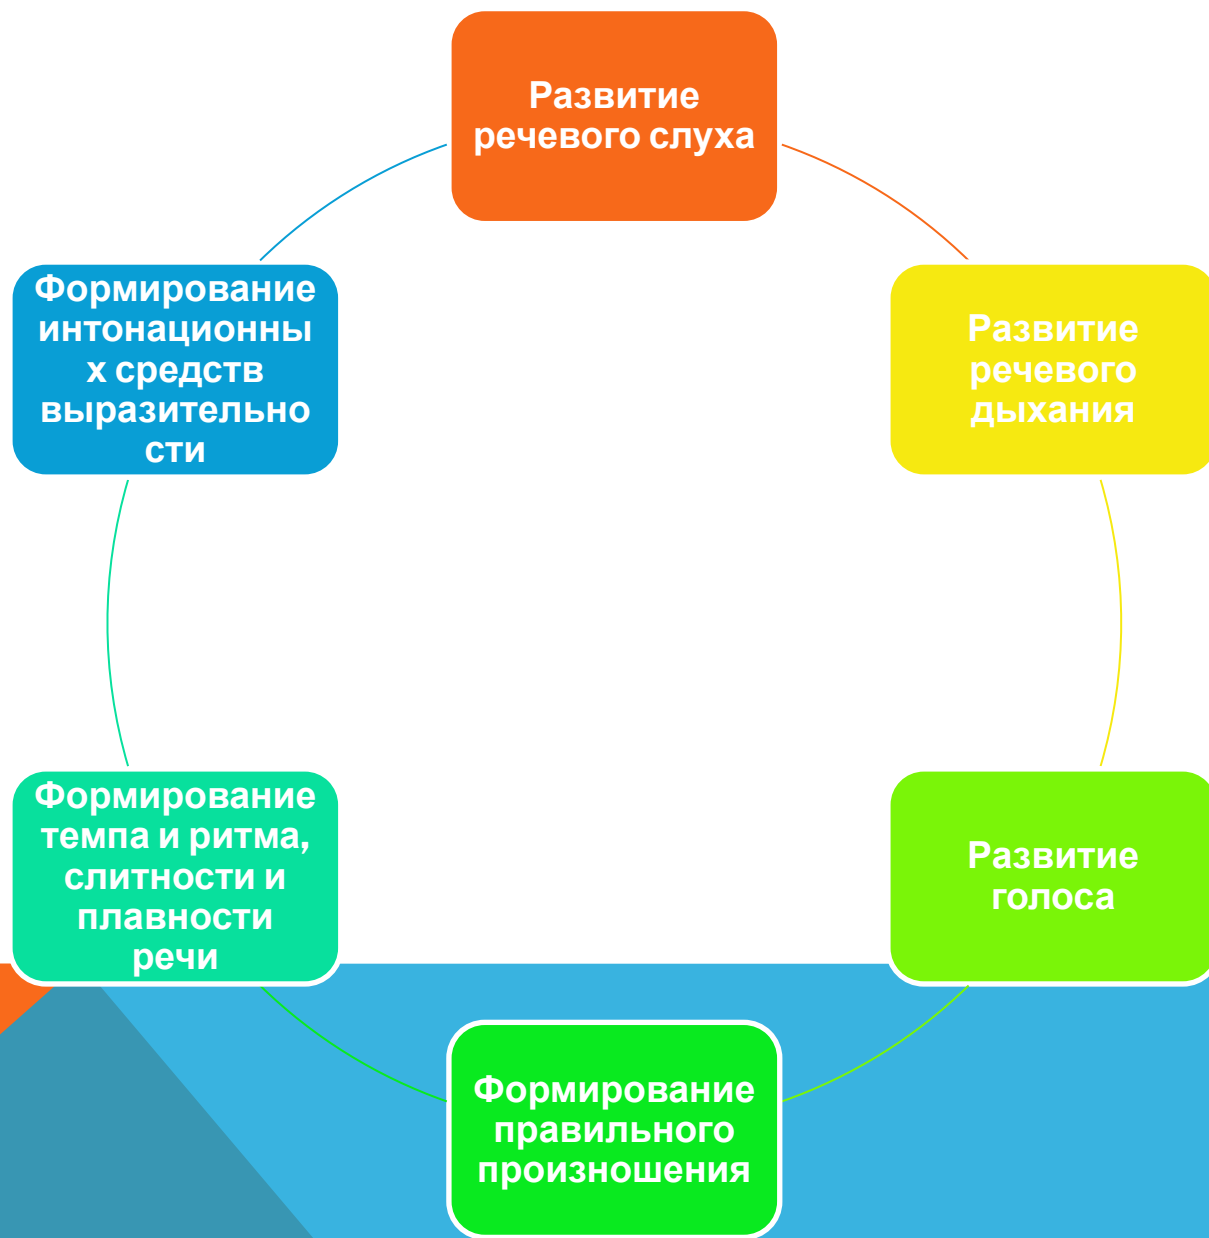 Развитие
речевого слуха
Развитие
речевого
дыхания
Развитие
голоса
Формирование
правильного
произношения
Формирование
темпа и ритма,
слитности и
плавности
речи
Формирование
интонационны
х средств
выразительно
сти